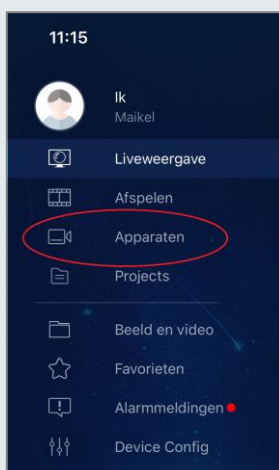 11:15
Ik
Maikel
Liveweergave
Afspelen
Apparaten
Projects
Beeld en video
Favorieten
Alarmmeldingen
Device Config